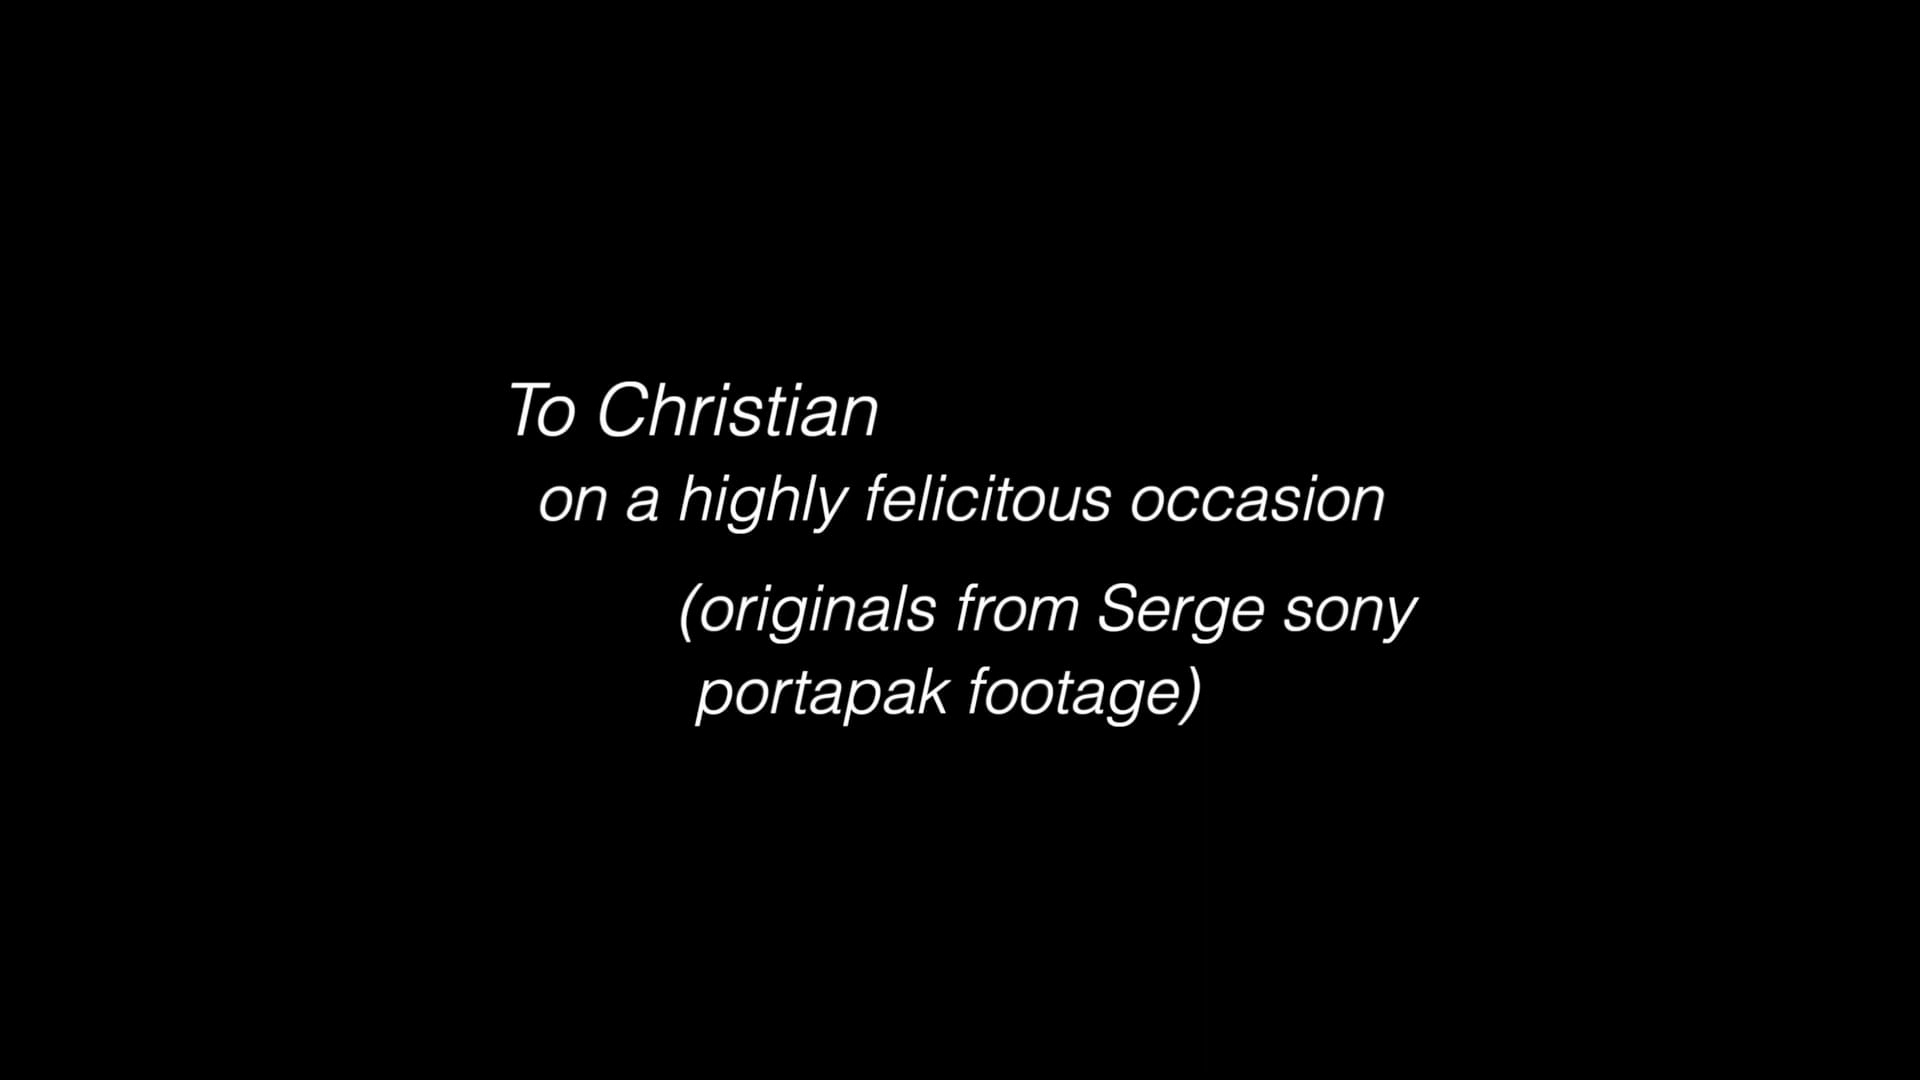 To Christian
on a highly felicitous occasion
(originals from Serge sony
portapak footage)